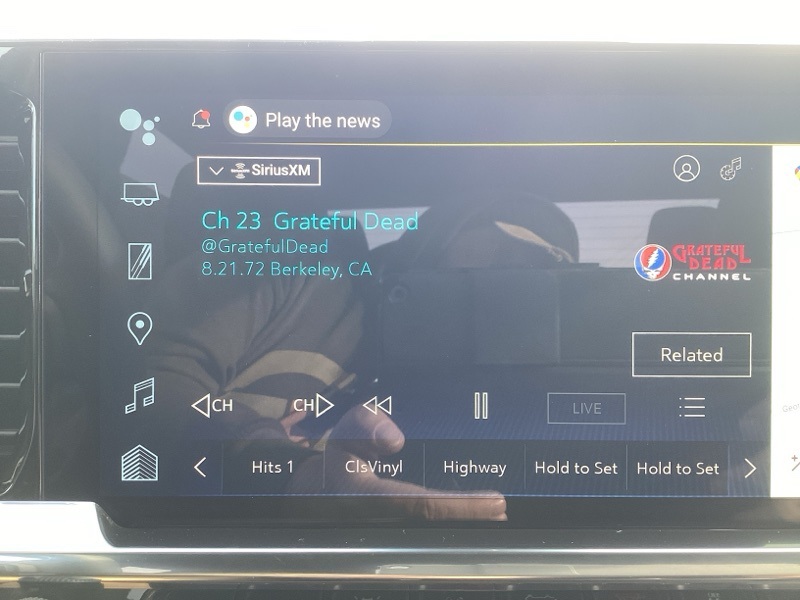 Play the news
SiriusXM
Ch 23 Grateful Dead
@GratefulDead
8.21.72 Berkeley, CA
GRATEFUL
DEAD
CHANNEL
Related
CH
CH
LIVE
Hits 1
ClsVinyl
Highway
Hold to Set
Hold to Set